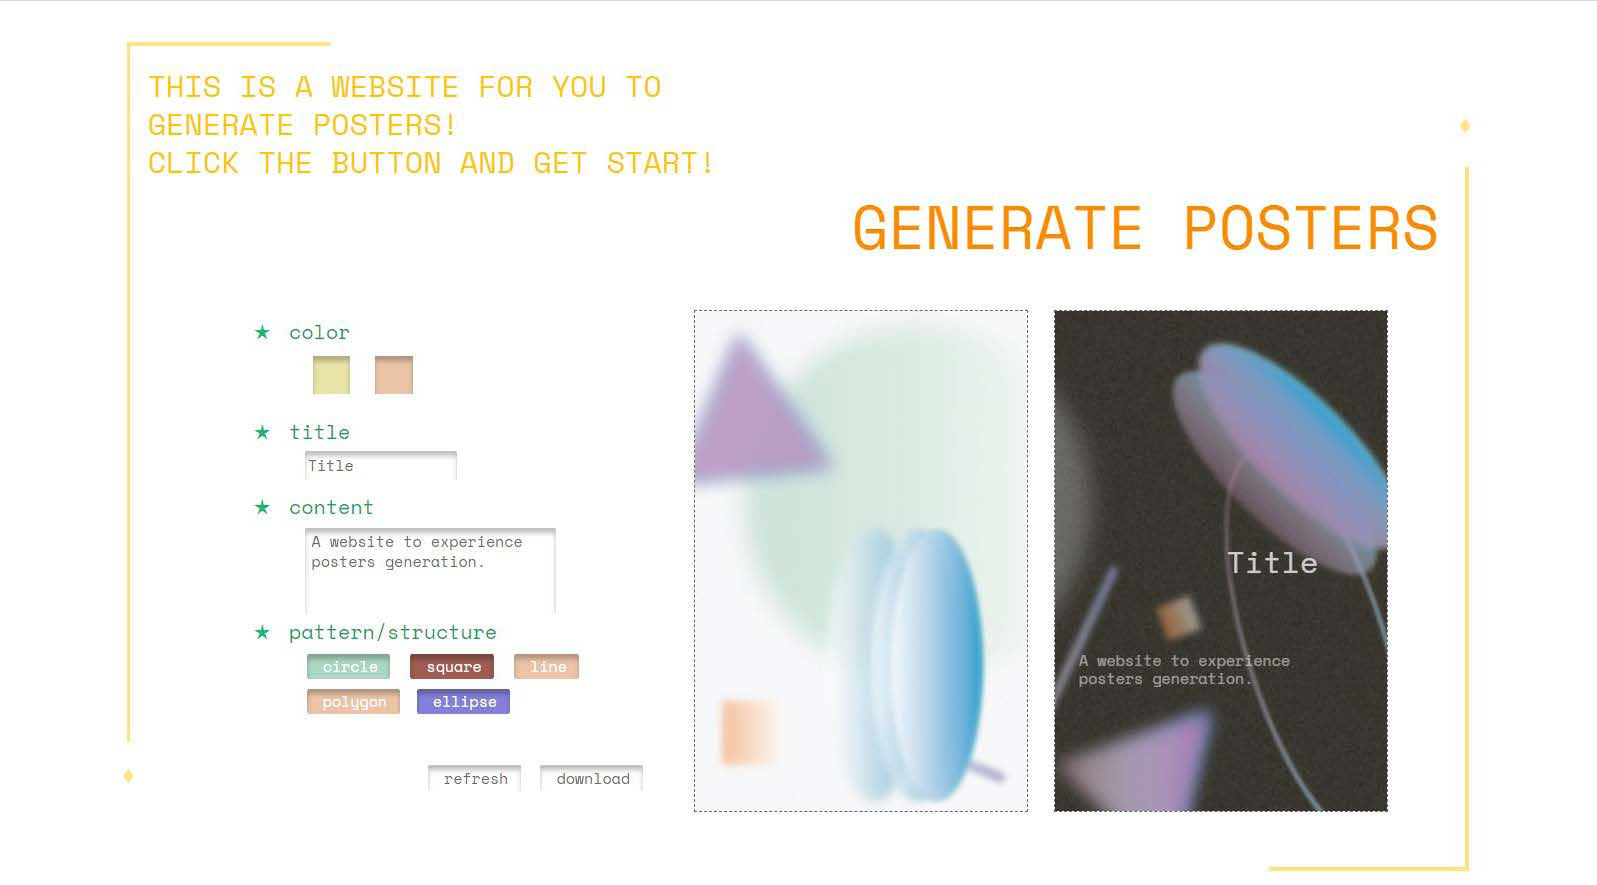 THIS IS A WEBSITE FOR YOU TO
GENERATE POSTERS!
CLICK THE BUTTON AND GET START!
GENERATE POSTERS
★ color
★ title
Title
★ content
A website to experience
posters generation.
★ pattern/structure
circle square line
polygon ellipse
refresh download
Title
A website to experience
posters generation.